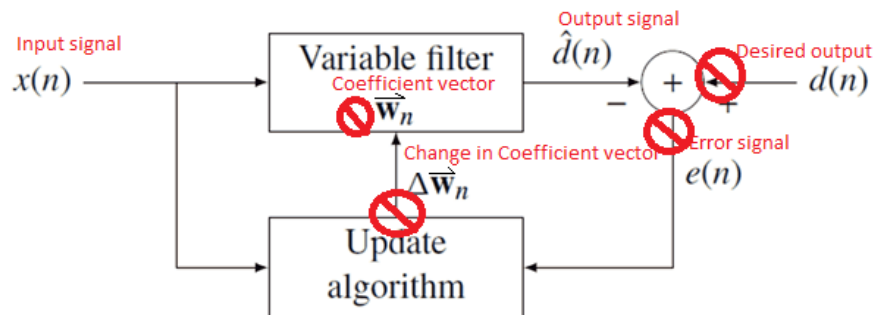 Input signal
x(n)
Variable filter
Coefficient vector
w_n
Output signal
d̂(n)
−
+
+
Desired output
d(n)
Change in Coefficient vector
Δw_n
Error signal
e(n)
Update
algorithm